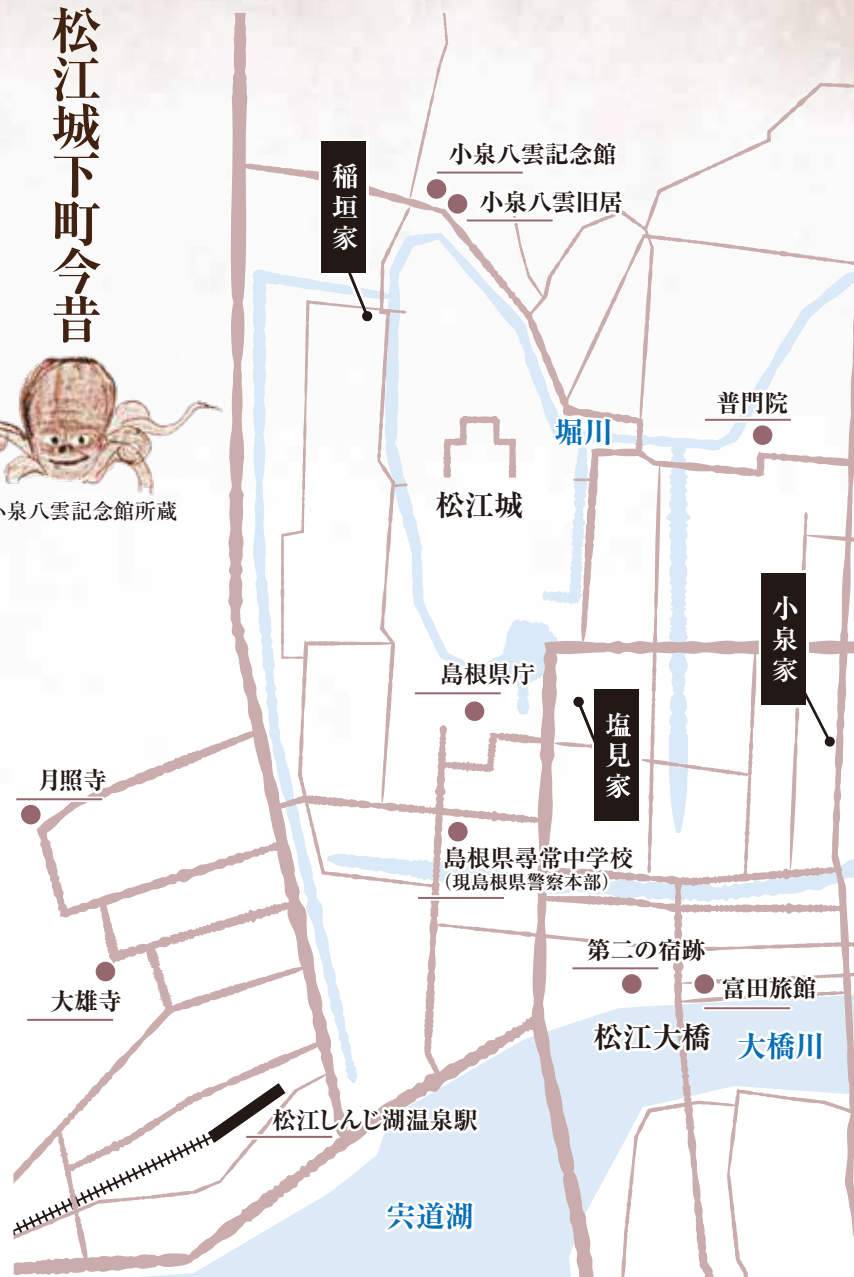 松江城下町今昔
小泉八雲記念館所蔵
稲垣家
小泉八雲記念館
小泉八雲旧居
普門院
堀川
松江城
小泉家
島根県庁
塩見家
月照寺
島根県尋常中学校
（現島根県警察本部）
大雄寺
第二の宿跡
富田旅館
松江大橋
大橋川
松江しんじ湖温泉駅
宍道湖